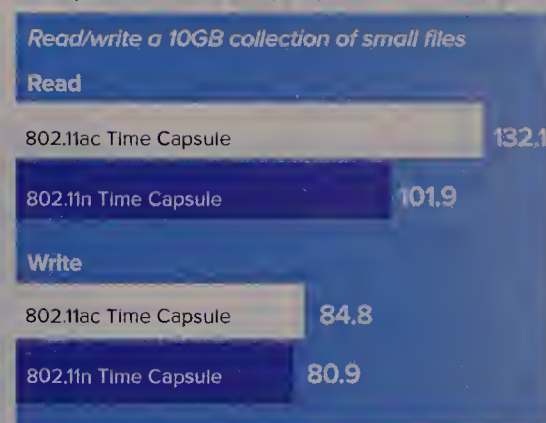 Read/write a 10GB collection of small files
Read
802.11ac Time Capsule 132.1
802.11n Time Capsule 101.9
Write
802.11ac Time Capsule 84.8
802.11n Time Capsule 80.9